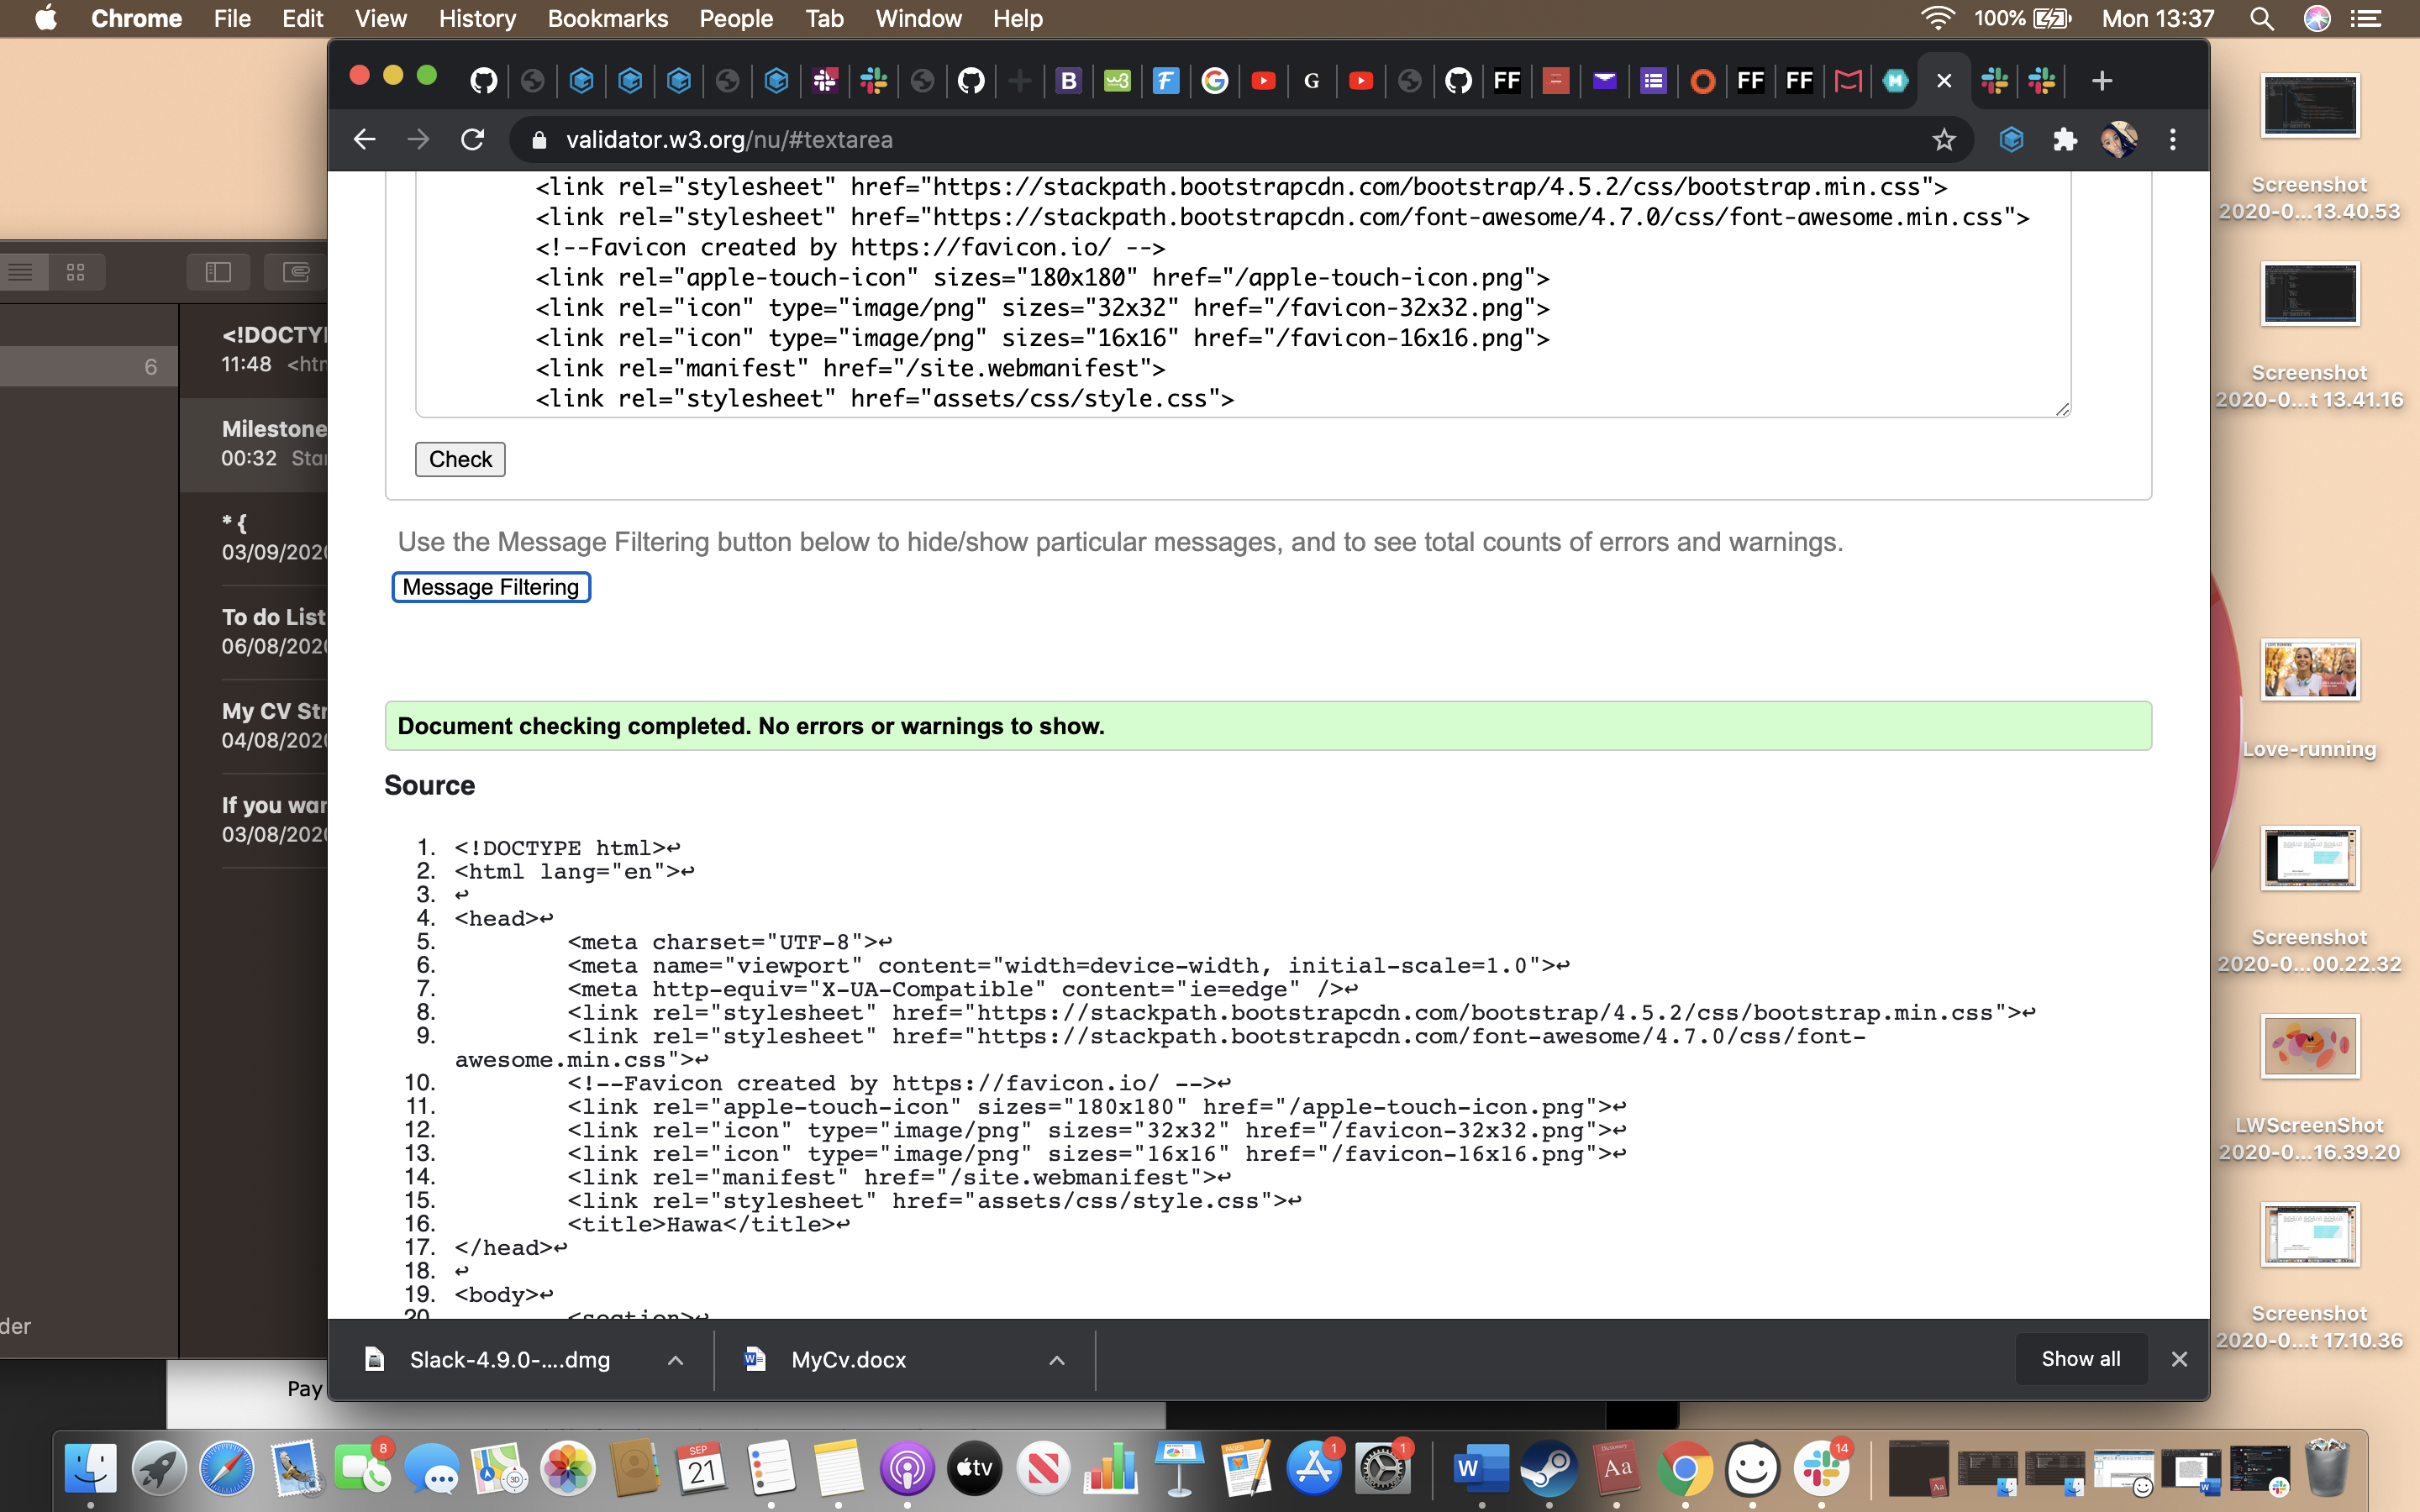 Chrome File Edit View History Bookmarks People Tab Window Help 100% Mon 13:37
validator.w3.org/nu/#textarea
<link rel="stylesheet" href="https://stackpath.bootstrapcdn.com/bootstrap/4.5.2/css/bootstrap.min.css">
<link rel="stylesheet" href="https://stackpath.bootstrapcdn.com/font-awesome/4.7.0/css/font-awesome.min.css">
<!--Favicon created by https://favicon.io/ -->
<link rel="apple-touch-icon" sizes="180x180" href="/apple-touch-icon.png">
<link rel="icon" type="image/png" sizes="32x32" href="/favicon-32x32.png">
<link rel="icon" type="image/png" sizes="16x16" href="/favicon-16x16.png">
<link rel="manifest" href="/site.webmanifest">
<link rel="stylesheet" href="assets/css/style.css">
Check
Use the Message Filtering button below to hide/show particular messages, and to see total counts of errors and warnings.
Message Filtering
Document checking completed. No errors or warnings to show.
Source
1. <!DOCTYPE html>↩
2. <html lang="en">↩
3. ↩
4. <head>↩
5. <meta charset="UTF-8">↩
6. <meta name="viewport" content="width=device-width, initial-scale=1.0">↩
7. <meta http-equiv="X-UA-Compatible" content="ie=edge" />↩
8. <link rel="stylesheet" href="https://stackpath.bootstrapcdn.com/bootstrap/4.5.2/css/bootstrap.min.css">↩
9. <link rel="stylesheet" href="https://stackpath.bootstrapcdn.com/font-awesome/4.7.0/css/font-
awesome.min.css">↩
10. <!--Favicon created by https://favicon.io/ -->↩
11. <link rel="apple-touch-icon" sizes="180x180" href="/apple-touch-icon.png">↩
12. <link rel="icon" type="image/png" sizes="32x32" href="/favicon-32x32.png">↩
13. <link rel="icon" type="image/png" sizes="16x16" href="/favicon-16x16.png">↩
14. <link rel="manifest" href="/site.webmanifest">↩
15. <link rel="stylesheet" href="assets/css/style.css">↩
16. <title>Hawa</title>↩
17. </head>↩
18. ↩
19. <body>↩
20. <section>↩
Slack-4.9.0-....dmg
MyCv.docx
Show all
6
<!DOCTYI
11:48 <htr
Milestone
00:32 Star
* {
03/09/202
To do List
06/08/202
My CV Str
04/08/202
If you war
03/08/202
der
Pay
Screenshot
2020-0...13.40.53
Screenshot
2020-0...t 13.41.16
Love-running
Screenshot
2020-0...00.22.32
LWScreenShot
2020-0...16.39.20
Screenshot
2020-0...t 17.10.36
8
SEP
21
tv
1
1
14